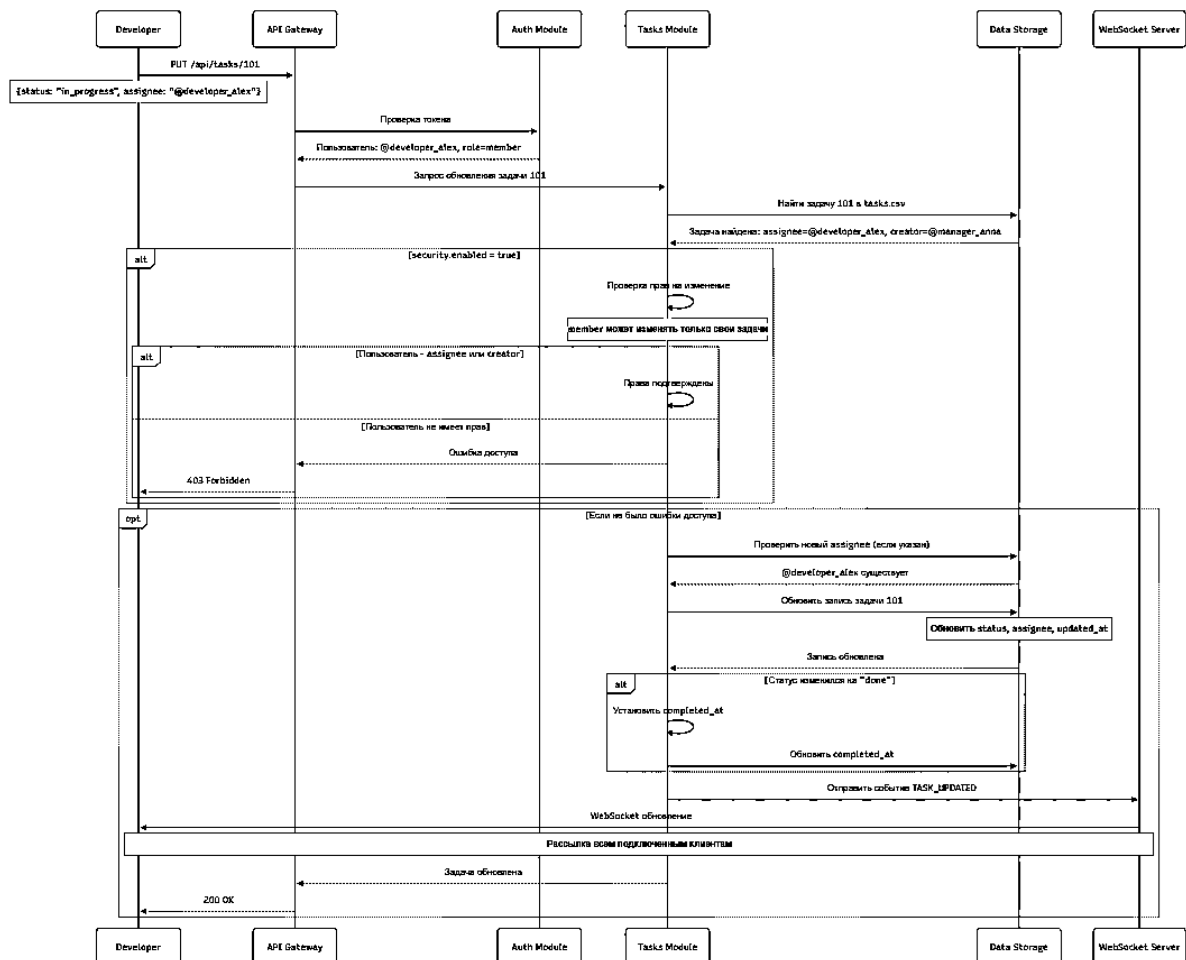 Developer API Gateway Auth Module Tasks Module Data Storage WebSocket Server
PUT /api/tasks/101
{status: "in_progress", assignee: "@developer_alex"}
Проверка токена
Пользователь: @developer_alex, role=member
Запрос обновления задачи 101
Найти задачу 101 в tasks.csv
Задача найдена: assignee=@developer_alex, creator=@manager_anna
alt [security.enabled = true]
Проверка прав на изменение
member может изменять только свои задачи
alt [Пользователь - assignee или creator]
Права подтверждены
[Пользователь не имеет прав]
Ошибка доступа
403 Forbidden
opt [Если не было ошибки доступа]
Проверить новый assignee (если указан)
@developer_alex существует
Обновить запись задачи 101
Обновить status, assignee, updated_at
Запись обновлена
alt [Статус изменился на "done"]
Установить completed_at
Обновить completed_at
Отправить событие TASK_UPDATED
WebSocket обновление
Рассылка всем подключенным клиентам
Задача обновлена
200 OK
Developer API Gateway Auth Module Tasks Module Data Storage WebSocket Server